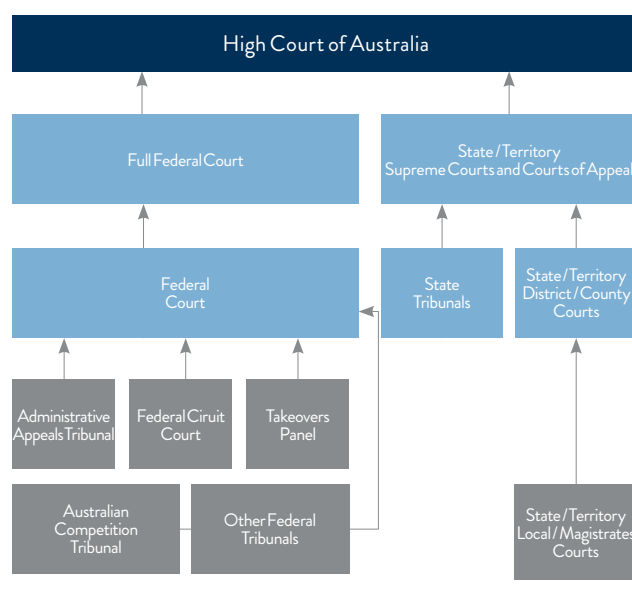 High Court of Australia
Full Federal Court
State/Territory
Supreme Courts and Courts of Appeal
Federal
Court
State
Tribunals
State/Territory
District/County
Courts
Administrative
Appeals Tribunal
Federal Ciruit
Court
Takeovers
Panel
Australian
Competition
Tribunal
Other Federal
Tribunals
State/Territory
Local/Magistrates
Courts